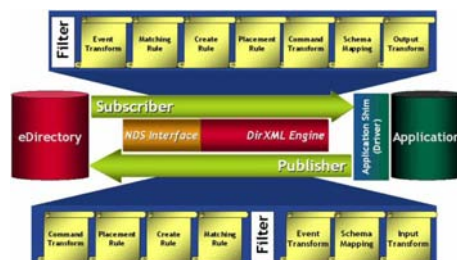 Filter
Event Transform
Matching Rule
Create Rule
Placement Rule
Command Transform
Schema Mapping
Output Transform
Subscriber
eDirectory
NDS Interface
DirXML Engine
Application Shim (Driver)
Application
Publisher
Command Transform
Placement Rule
Create Rule
Matching Rule
Filter
Event Transform
Schema Mapping
Input Transform